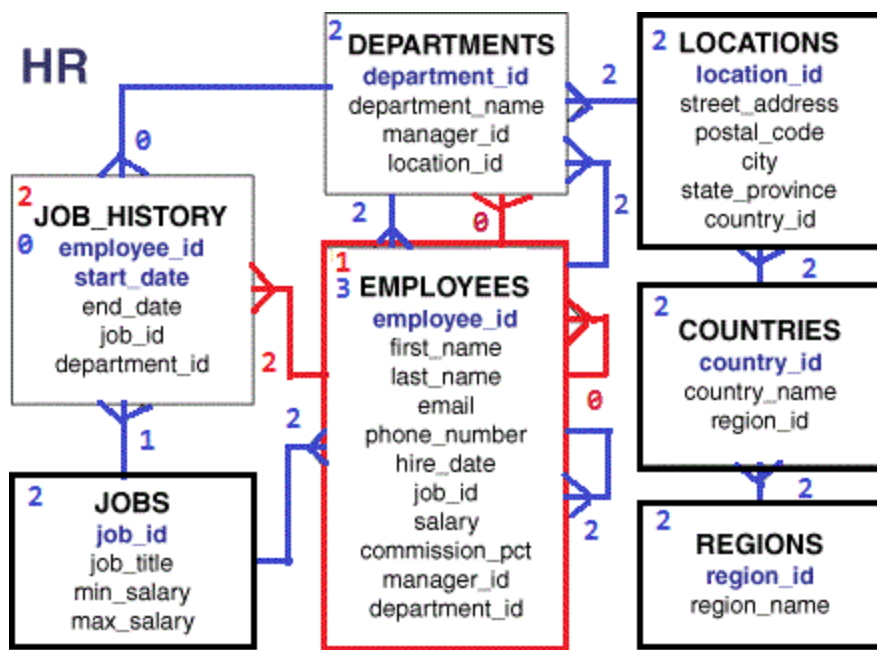 HR
2
DEPARTMENTS
department_id
department_name
manager_id
location_id
2
2
LOCATIONS
location_id
street_address
postal_code
city
state_province
country_id
0
2
0
2
2
JOB_HISTORY
0
employee_id
start_date
end_date
job_id
department_id
2
1
3
EMPLOYEES
employee_id
first_name
last_name
email
phone_number
hire_date
job_id
salary
commission_pct
manager_id
department_id
0
2
2
2
COUNTRIES
country_id
country_name
region_id
1
2
2
JOBS
job_id
job_title
min_salary
max_salary
2
2
REGIONS
region_id
region_name